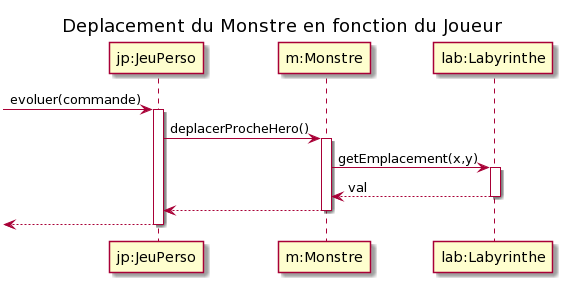 Deplacement du Monstre en fonction du Joueur
jp:JeuPerso m:Monstre lab:Labyrinthe
evoluer(commande)
deplacerProcheHero()
getEmplacement(x,y)
val
jp:JeuPerso m:Monstre lab:Labyrinthe